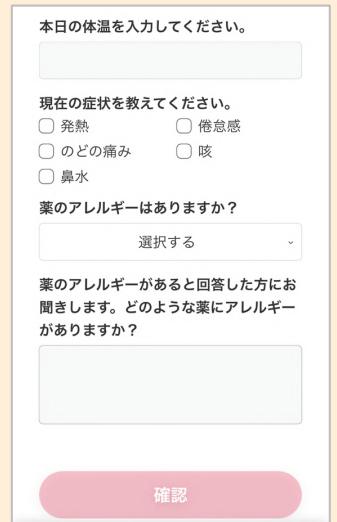 本日の体温を入力してください。
現在の症状を教えてください。
発熱 倦怠感
のどの痛み 咳
鼻水
薬のアレルギーはありますか？
選択する
薬のアレルギーがあると回答した方にお
聞きします。どのような薬にアレルギー
がありますか？
確認